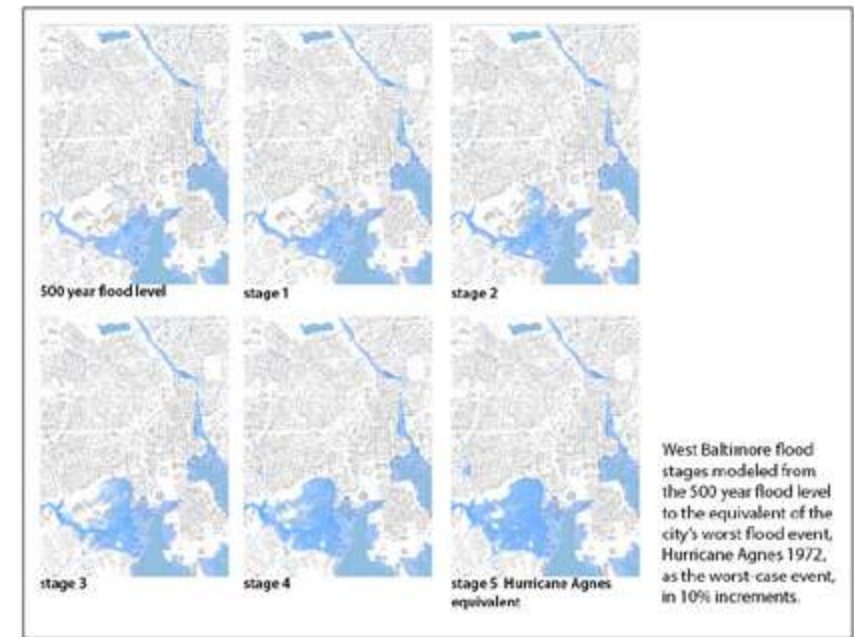 500 year flood level
stage 1
stage 2
stage 3
stage 4
stage 5 Hurricane Agnes
equivalent
West Baltimore flood
stages modeled from
the 500 year flood level
to the equivalent of the
city's worst flood event,
Hurricane Agnes 1972,
as the worst-case event,
in 10% increments.